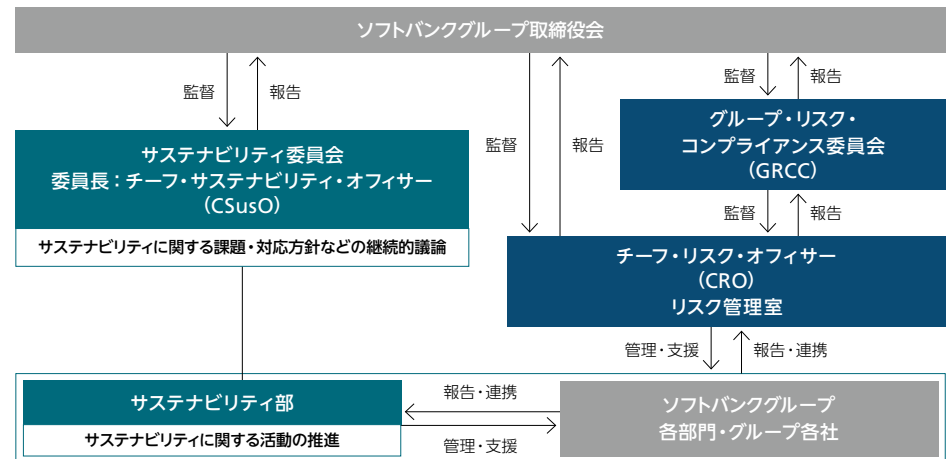 ソフトバンクグループ取締役会
監督
報告
監督
報告
監督
報告
サステナビリティ委員会
委員長：チーフ・サステナビリティ・オフィサー
（CSusO）
サステナビリティに関する課題・対応方針などの継続的議論
グループ・リスク・
コンプライアンス委員会
（GRCC）
監督
報告
チーフ・リスク・オフィサー
（CRO）
リスク管理室
管理・支援
報告・連携
サステナビリティ部
サステナビリティに関する活動の推進
報告・連携
管理・支援
ソフトバンクグループ
各部門・グループ各社